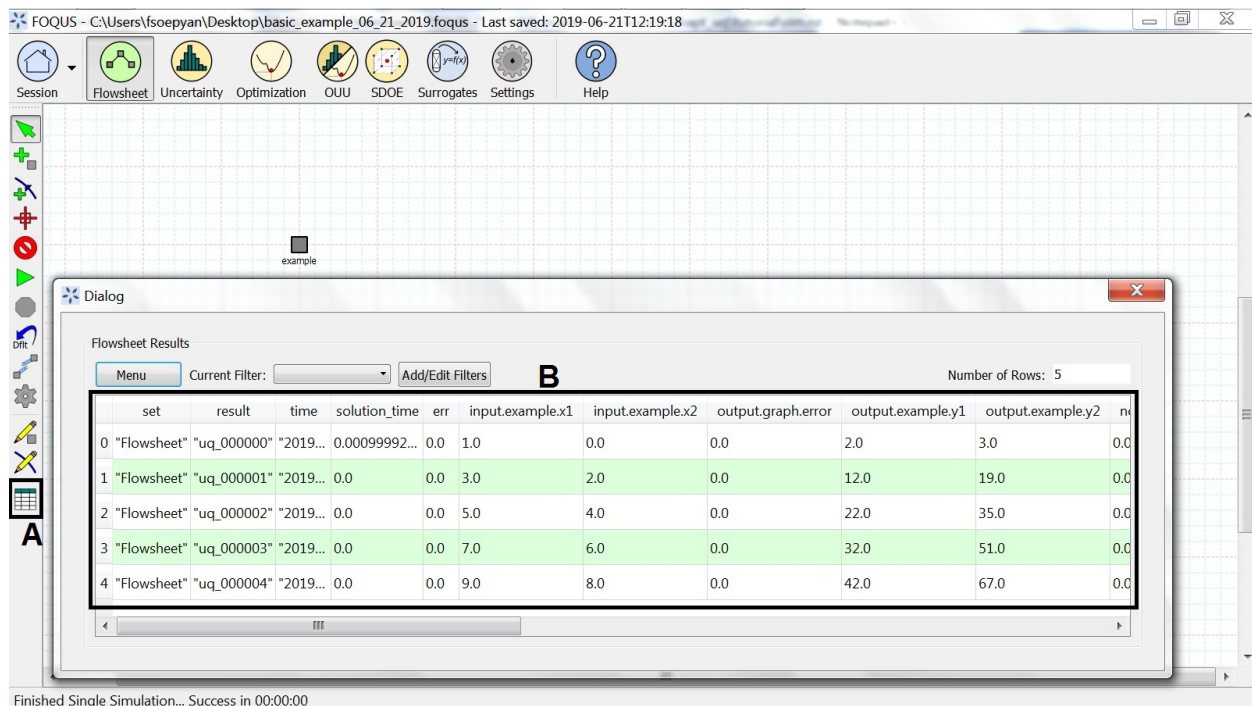 FOQUS - C:\Users\fsoepyan\Desktop\basic_example_06_21_2019.foqus - Last saved: 2019-06-21T12:19:18
y=f(x)
Session Flowsheet Uncertainty Optimization OUU SDOE Surrogates Settings Help
example
Dflt
A
Dialog
Flowsheet Results
Menu Current Filter: Add/Edit Filters B Number of Rows: 5
set result time solution_time err input.example.x1 input.example.x2 output.graph.error output.example.y1 output.example.y2
0 "Flowsheet" "uq_000000" "2019... 0.00099992... 0.0 1.0 0.0 0.0 2.0 3.0 0.0
1 "Flowsheet" "uq_000001" "2019... 0.0 0.0 3.0 2.0 0.0 12.0 19.0 0.0
2 "Flowsheet" "uq_000002" "2019... 0.0 0.0 5.0 4.0 0.0 22.0 35.0 0.0
3 "Flowsheet" "uq_000003" "2019... 0.0 0.0 7.0 6.0 0.0 32.0 51.0 0.0
4 "Flowsheet" "uq_000004" "2019... 0.0 0.0 9.0 8.0 0.0 42.0 67.0 0.0
Finished Single Simulation... Success in 00:00:00